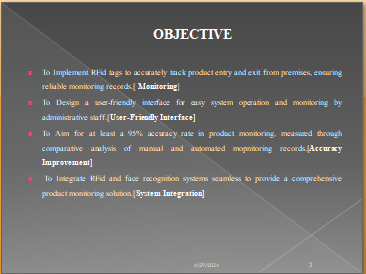 OBJECTIVE
To Implement RFid tags to accurately track product entry and exit from premises, ensuring
reliable monitoring records.[ Monitoring]
To Design a user-friendly interface for easy system operation and monitoring by
administrative staff.[User-Friendly Interface]
To Aim for at least a 95% accuracy rate in product monitoring, measured through
comparative analysis of manual and automated mopnitoring records.[Accuracy
Improvement]
To Integrate RFid and face recognition systems seamless to provide a comprehensive
product monitoring solution.[System Integration]
6/29/2024
2